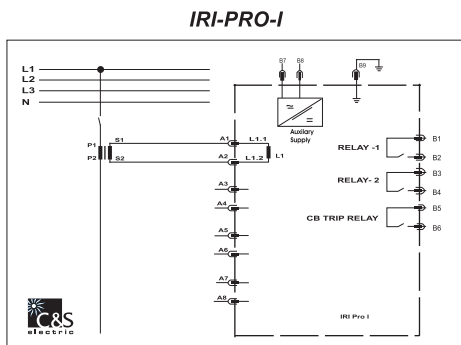 IRI-PRO-I
L1
L2
L3
N
B7 B8 B9
Auxilary
Supply
P1 S1 A1 L1.1
P2 S2 A2 L1.2 L1
A3
A4
A5
A6
A7
A8
RELAY -1 B1
B2
RELAY- 2 B3
B4
CB TRIP RELAY B5
B6
IRI Pro I
C&S
electric